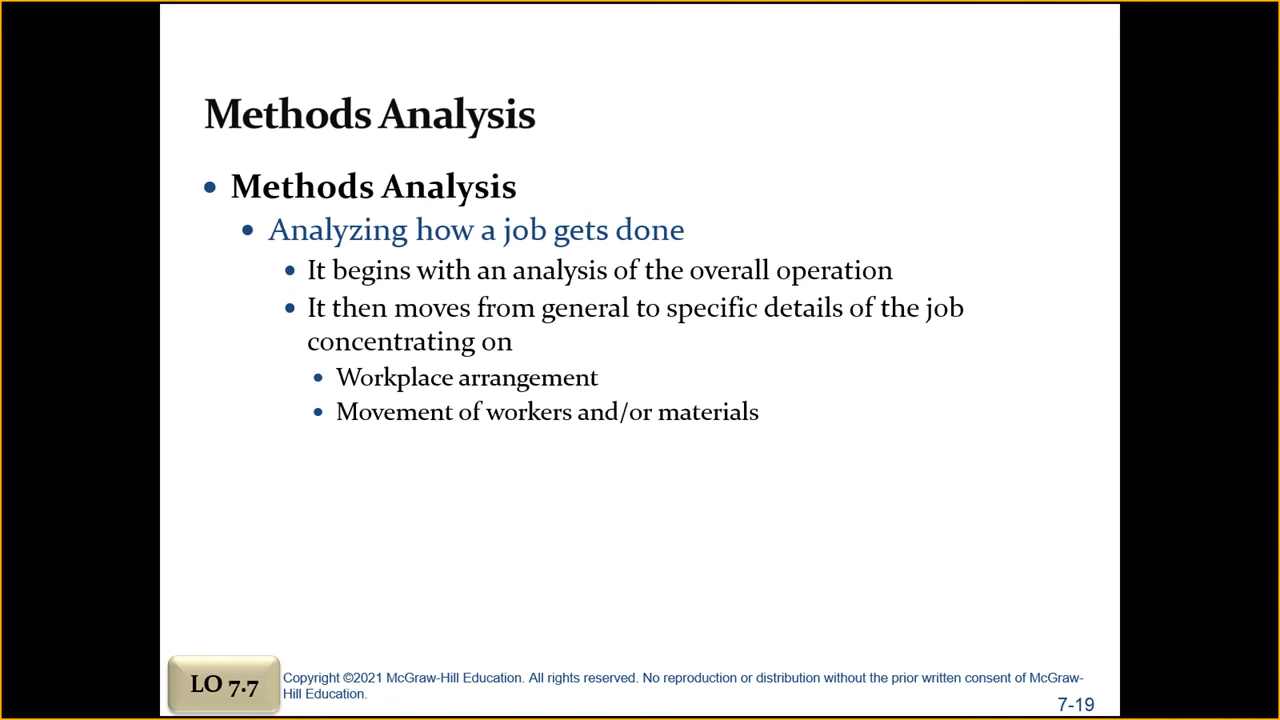 Methods Analysis
• Methods Analysis
• Analyzing how a job gets done
• It begins with an analysis of the overall operation
• It then moves from general to specific details of the job
concentrating on
• Workplace arrangement
• Movement of workers and/or materials
LO 7.7
Copyright ©2021 McGraw-Hill Education. All rights reserved. No reproduction or distribution without the prior written consent of McGraw-
Hill Education.
7-19